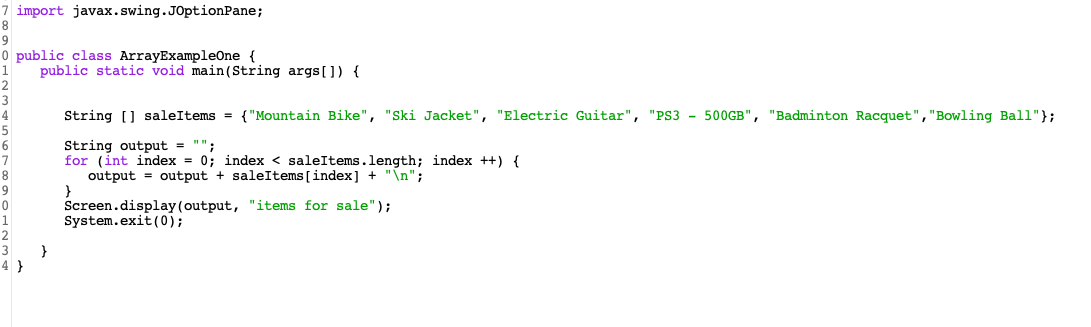 7 import javax.swing.JOptionPane;
8
9
0 public class ArrayExampleOne {
1 public static void main(String args[]) {
2
3
4 String [] saleItems = {"Mountain Bike", "Ski Jacket", "Electric Guitar", "PS3 - 500GB", "Badminton Racquet","Bowling Ball"};
5
6 String output = "";
7 for (int index = 0; index < saleItems.length; index ++) {
8 output = output + saleItems[index] + "\n";
9 }
0 Screen.display(output, "items for sale");
1 System.exit(0);
2
3 }
4 }